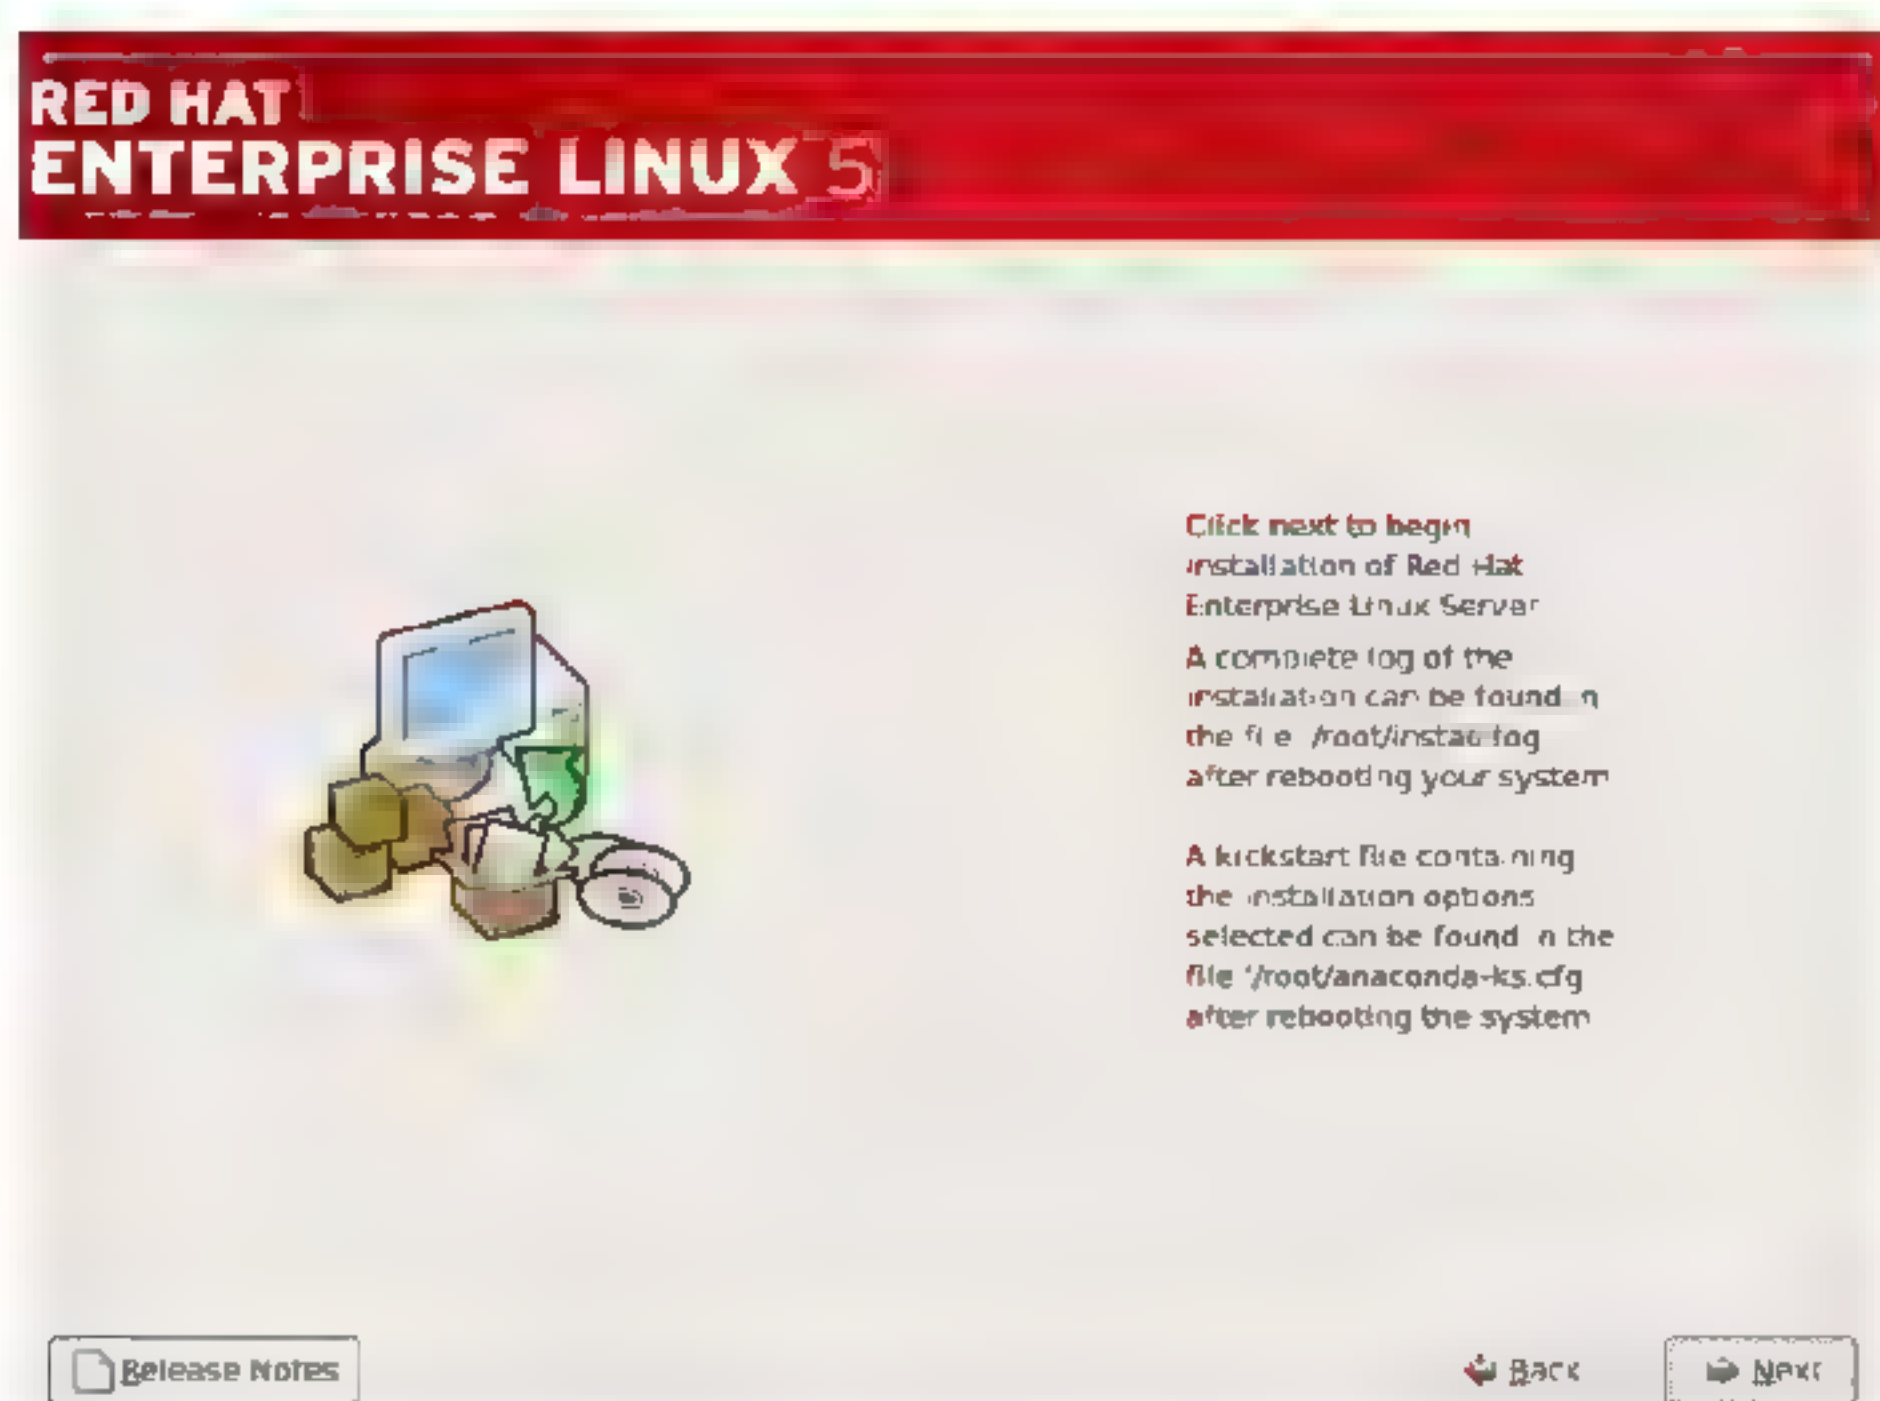 RED HAT
ENTERPRISE LINUX 5
Click next to begin
installation of Red Hat
Enterprise Linux Server
A complete log of the
installation can be found in
the file '/root/install.log'
after rebooting your system
A kickstart file containing
the installation options
selected can be found in the
file '/root/anaconda-ks.cfg'
after rebooting the system
Release Notes
Back
Next